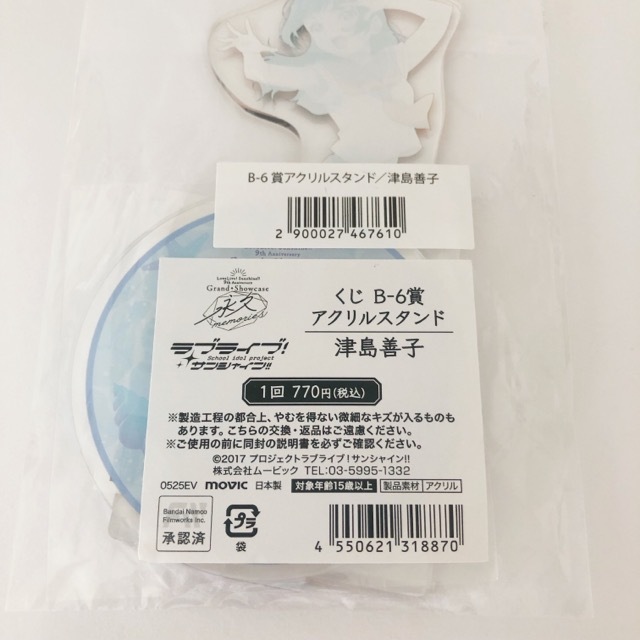 B-6 賞アクリルスタンド／津島善子
2 900027 467610
9th Anniversary
LoveLive! Sunshine!!
9th Anniversary
Grand★Showcase
永久
memories
ラブライブ!
School idol project
サンシャイン!!
くじ B-6賞
アクリルスタンド
津島善子
1回 770円(税込)
※製造工程の都合上、やむを得ない微細なキズが入るものも
あります。こちらの交換・返品はご遠慮ください。
※ご使用の前に同封の説明書を必ずご確認ください。
©2017 プロジェクトラブライブ！サンシャイン!!
株式会社ムービック TEL:03-5995-1332
0525EV movic 日本製 対象年齢15歳以上 製品素材 アクリル
Bandai Namco
Filmworks Inc.
承認済
プラ
袋
4 550621 318870